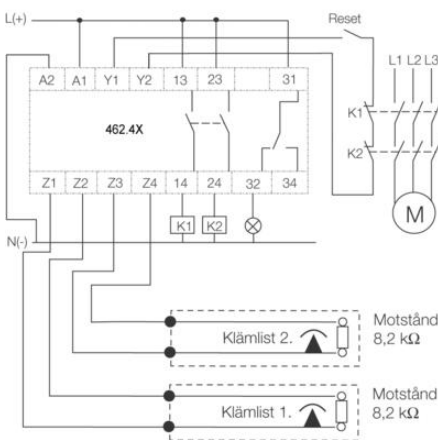 L(+)
Reset
A2 A1 Y1 Y2 13 23 31
L1 L2 L3
462.4X
K1
K2
Z1 Z2 Z3 Z4 14 24 32 34
K1 K2
M
N(-)
Klämlist 2.
Motstånd
8,2 kΩ
Klämlist 1.
Motstånd
8,2 kΩ